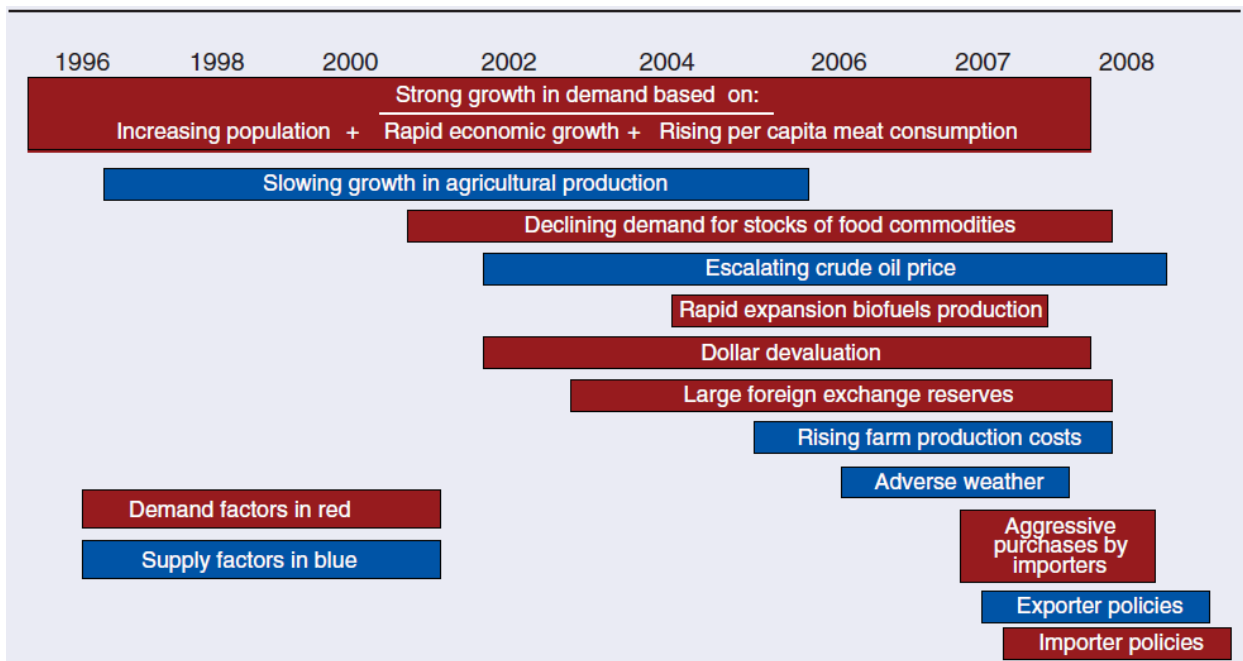 1996 1998 2000 2002 2004 2006 2007 2008
Strong growth in demand based on:
Increasing population + Rapid economic growth + Rising per capita meat consumption
Slowing growth in agricultural production
Declining demand for stocks of food commodities
Escalating crude oil price
Rapid expansion biofuels production
Dollar devaluation
Large foreign exchange reserves
Rising farm production costs
Adverse weather
Demand factors in red
Supply factors in blue
Aggressive
purchases by
importers
Exporter policies
Importer policies